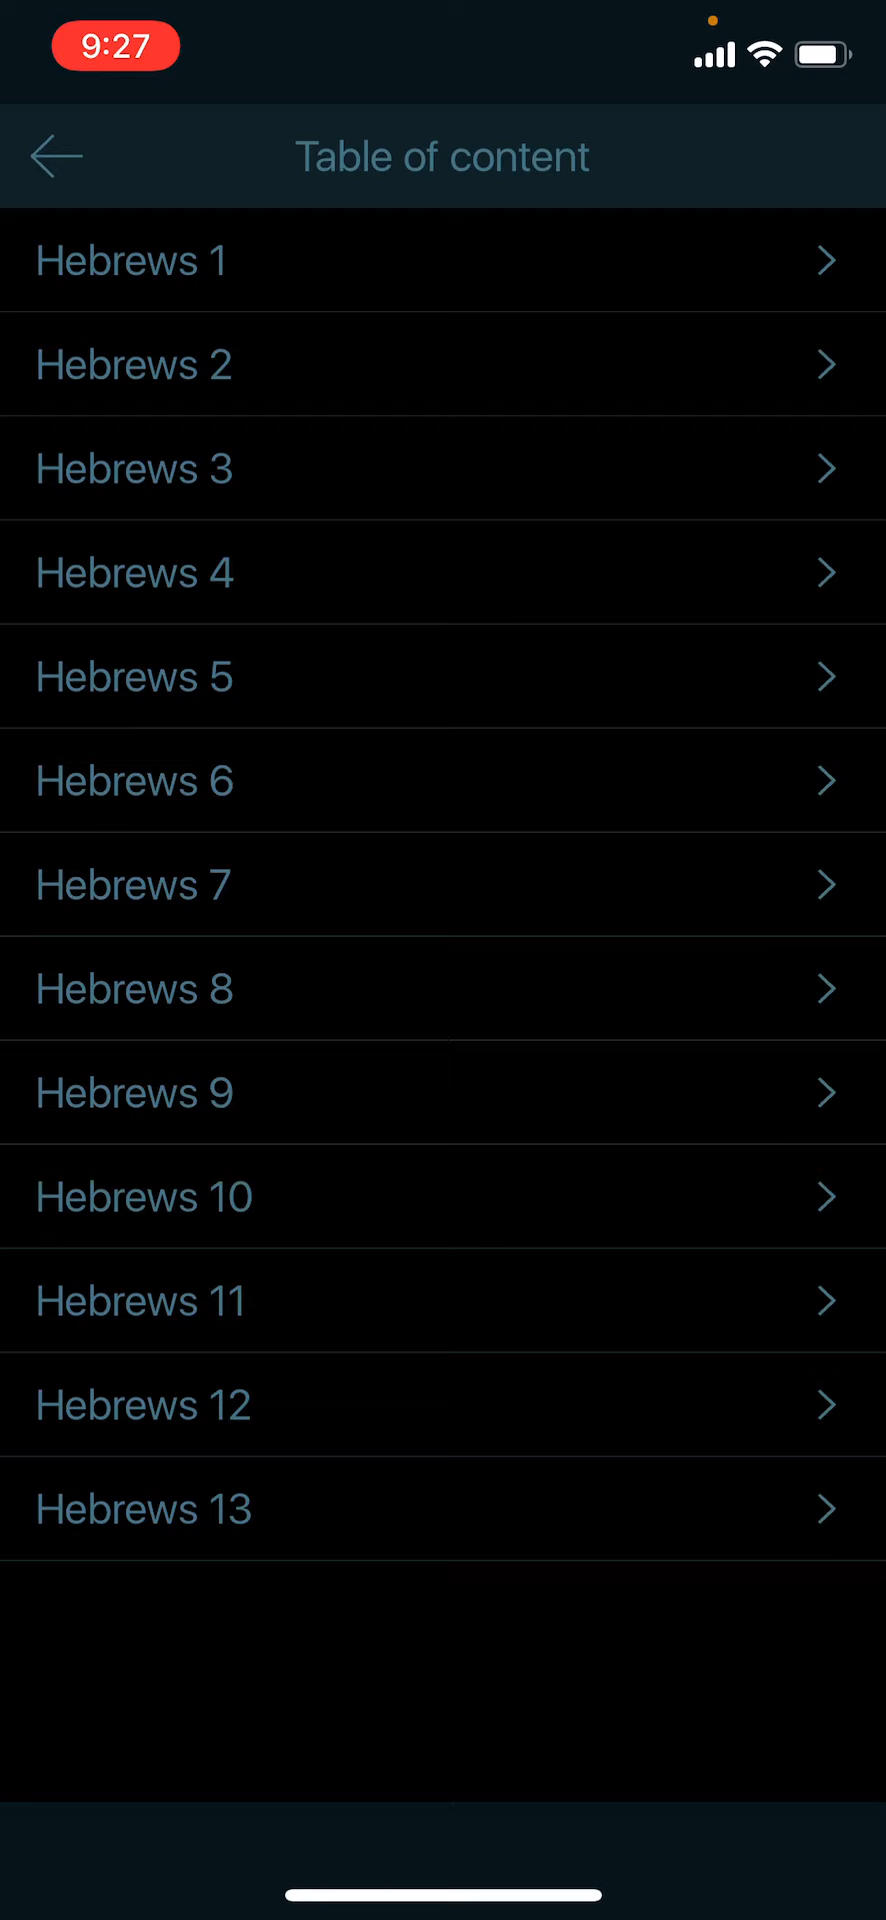 9:27
Table of content
Hebrews 1
Hebrews 2
Hebrews 3
Hebrews 4
Hebrews 5
Hebrews 6
Hebrews 7
Hebrews 8
Hebrews 9
Hebrews 10
Hebrews 11
Hebrews 12
Hebrews 13